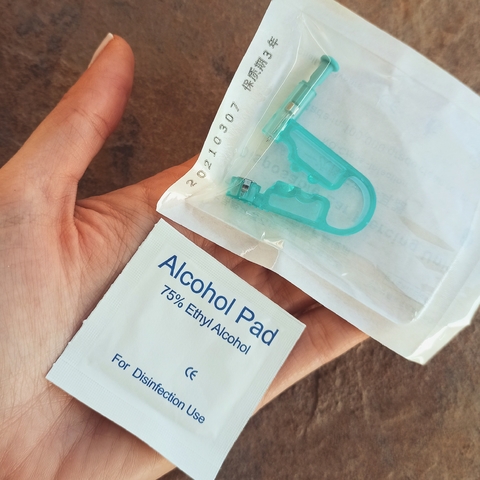 20210307 保质期3年
Alcohol Pad
75% Ethyl Alcohol
CE
For Disinfection Use